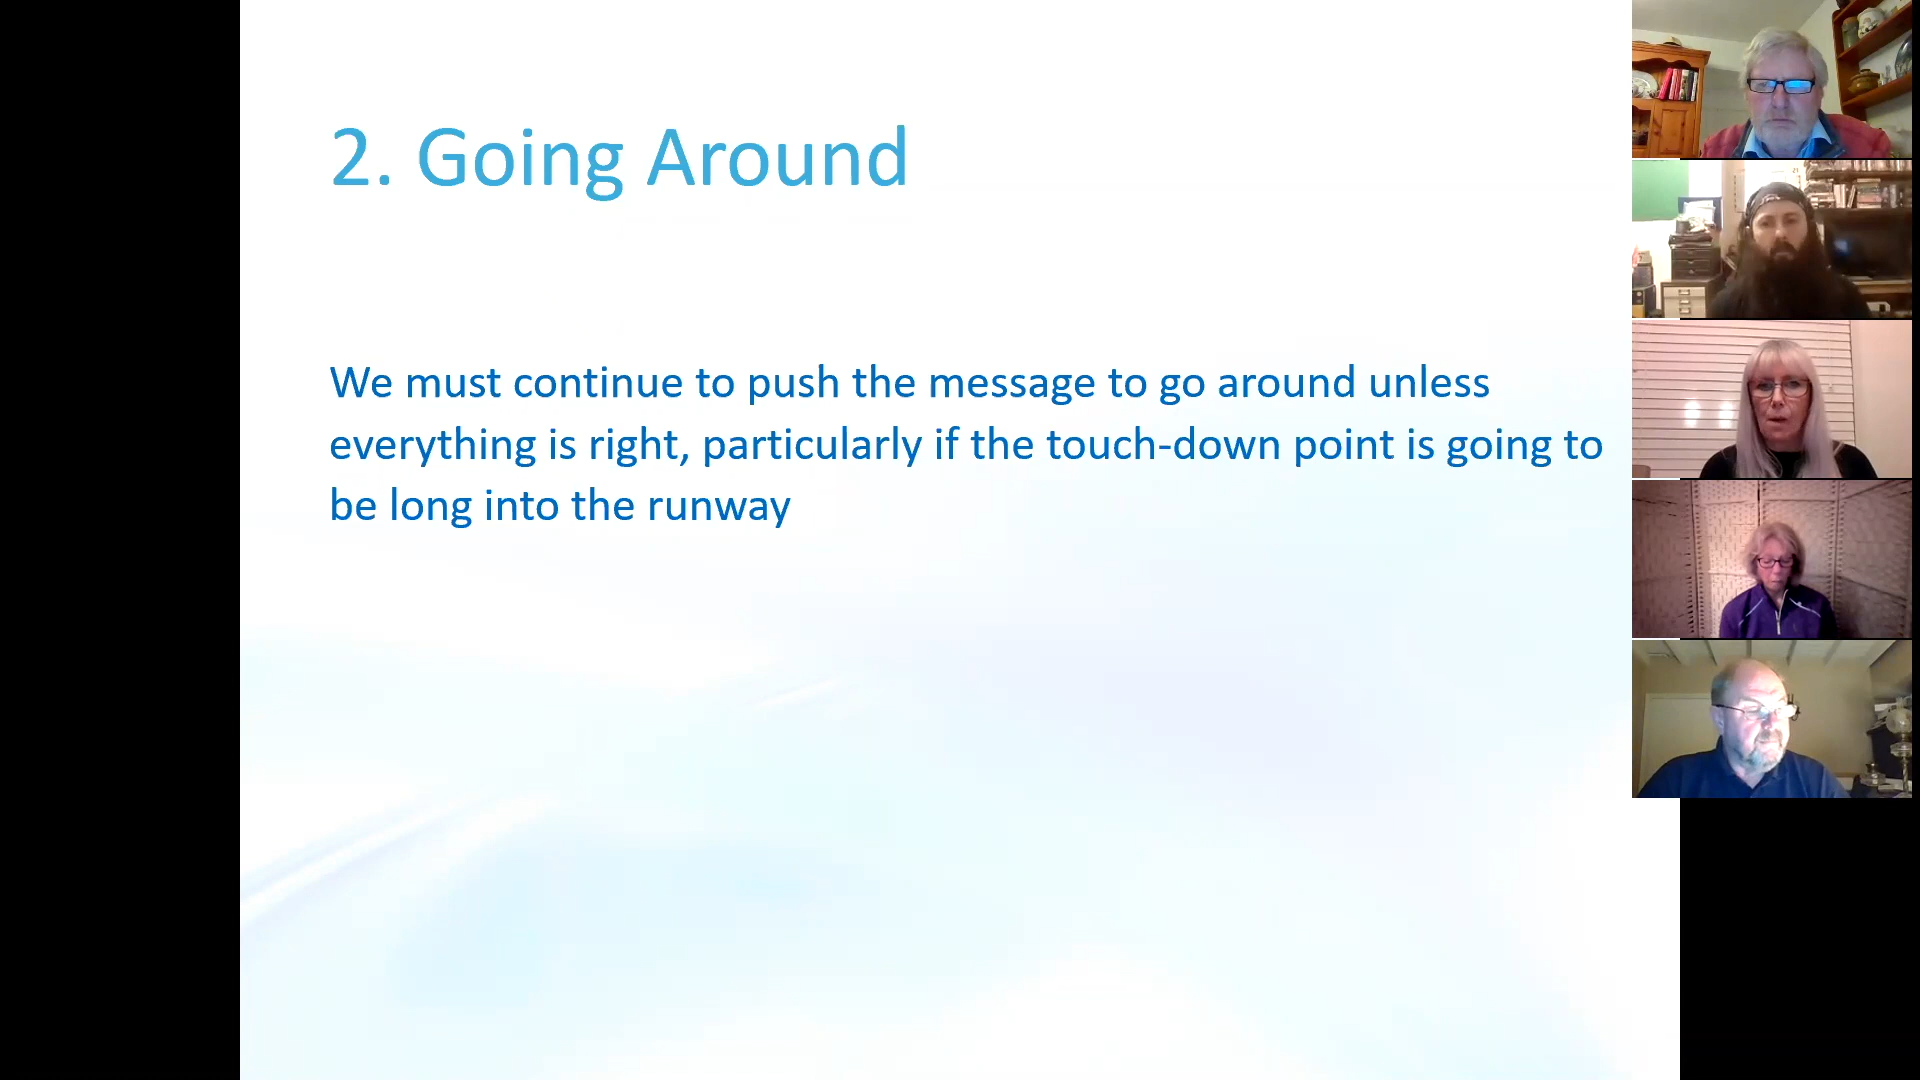 2. Going Around
We must continue to push the message to go around unless
everything is right, particularly if the touch-down point is going to
be long into the runway